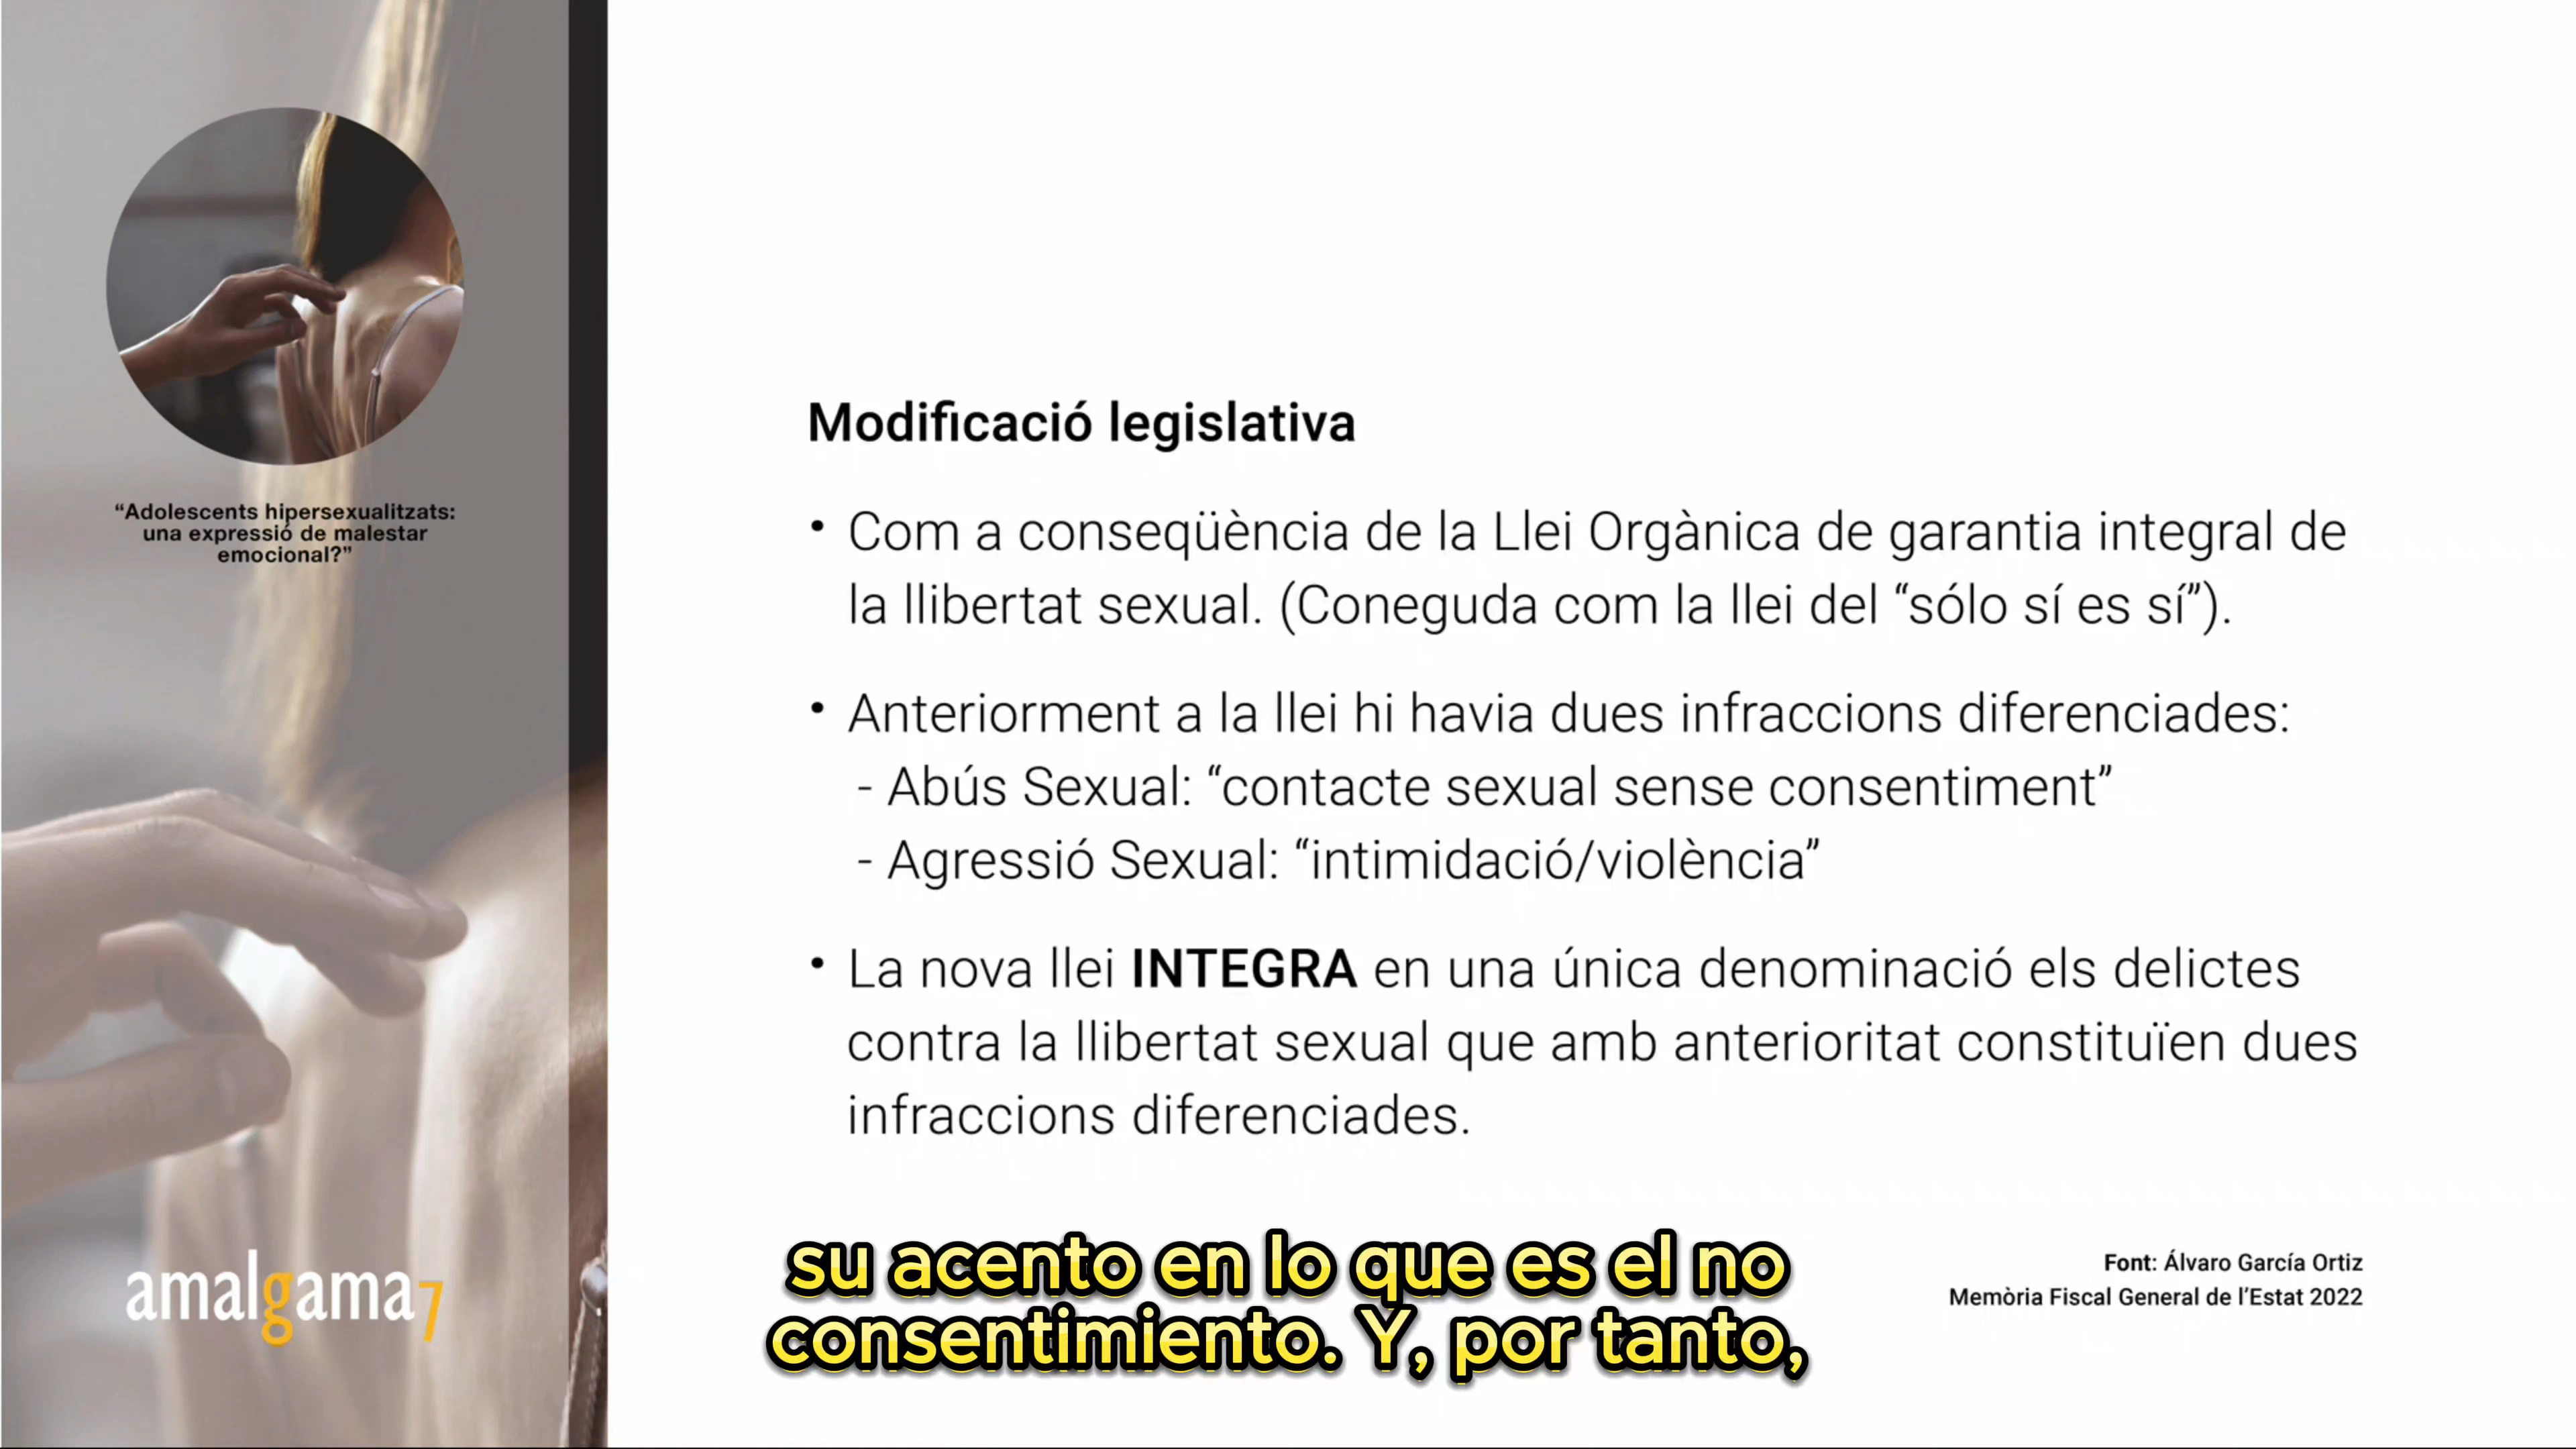 “Adolescents hipersexualitzats:
una expressió de malestar
emocional?”
amalgama7
Modificació legislativa
• Com a conseqüència de la Llei Orgànica de garantia integral de
la llibertat sexual. (Coneguda com la llei del “sólo sí es sí”).
• Anteriorment a la llei hi havia dues infraccions diferenciades:
- Abús Sexual: “contacte sexual sense consentiment”
- Agressió Sexual: “intimidació/violència”
• La nova llei INTEGRA en una única denominació els delictes
contra la llibertat sexual que amb anterioritat constituïen dues
infraccions diferenciades.
Font: Álvaro García Ortiz
Memòria Fiscal General de l’Estat 2022
su acento en lo que es el no
consentimiento. Y, por tanto,